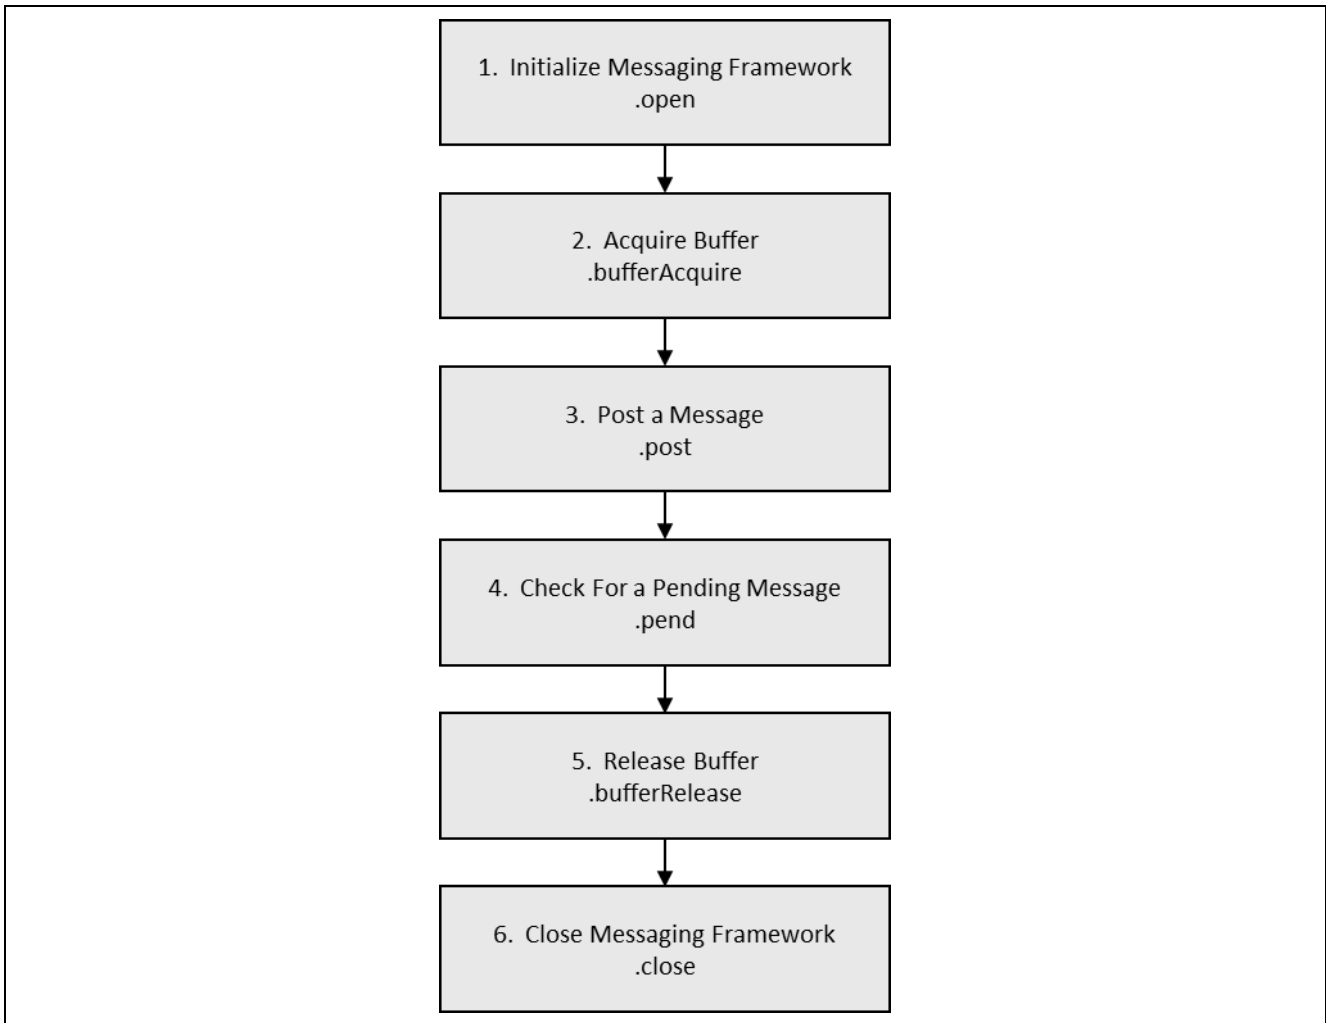 1. Initialize Messaging Framework
.open
2. Acquire Buffer
.bufferAcquire
3. Post a Message
.post
4. Check For a Pending Message
.pend
5. Release Buffer
.bufferRelease
6. Close Messaging Framework
.close